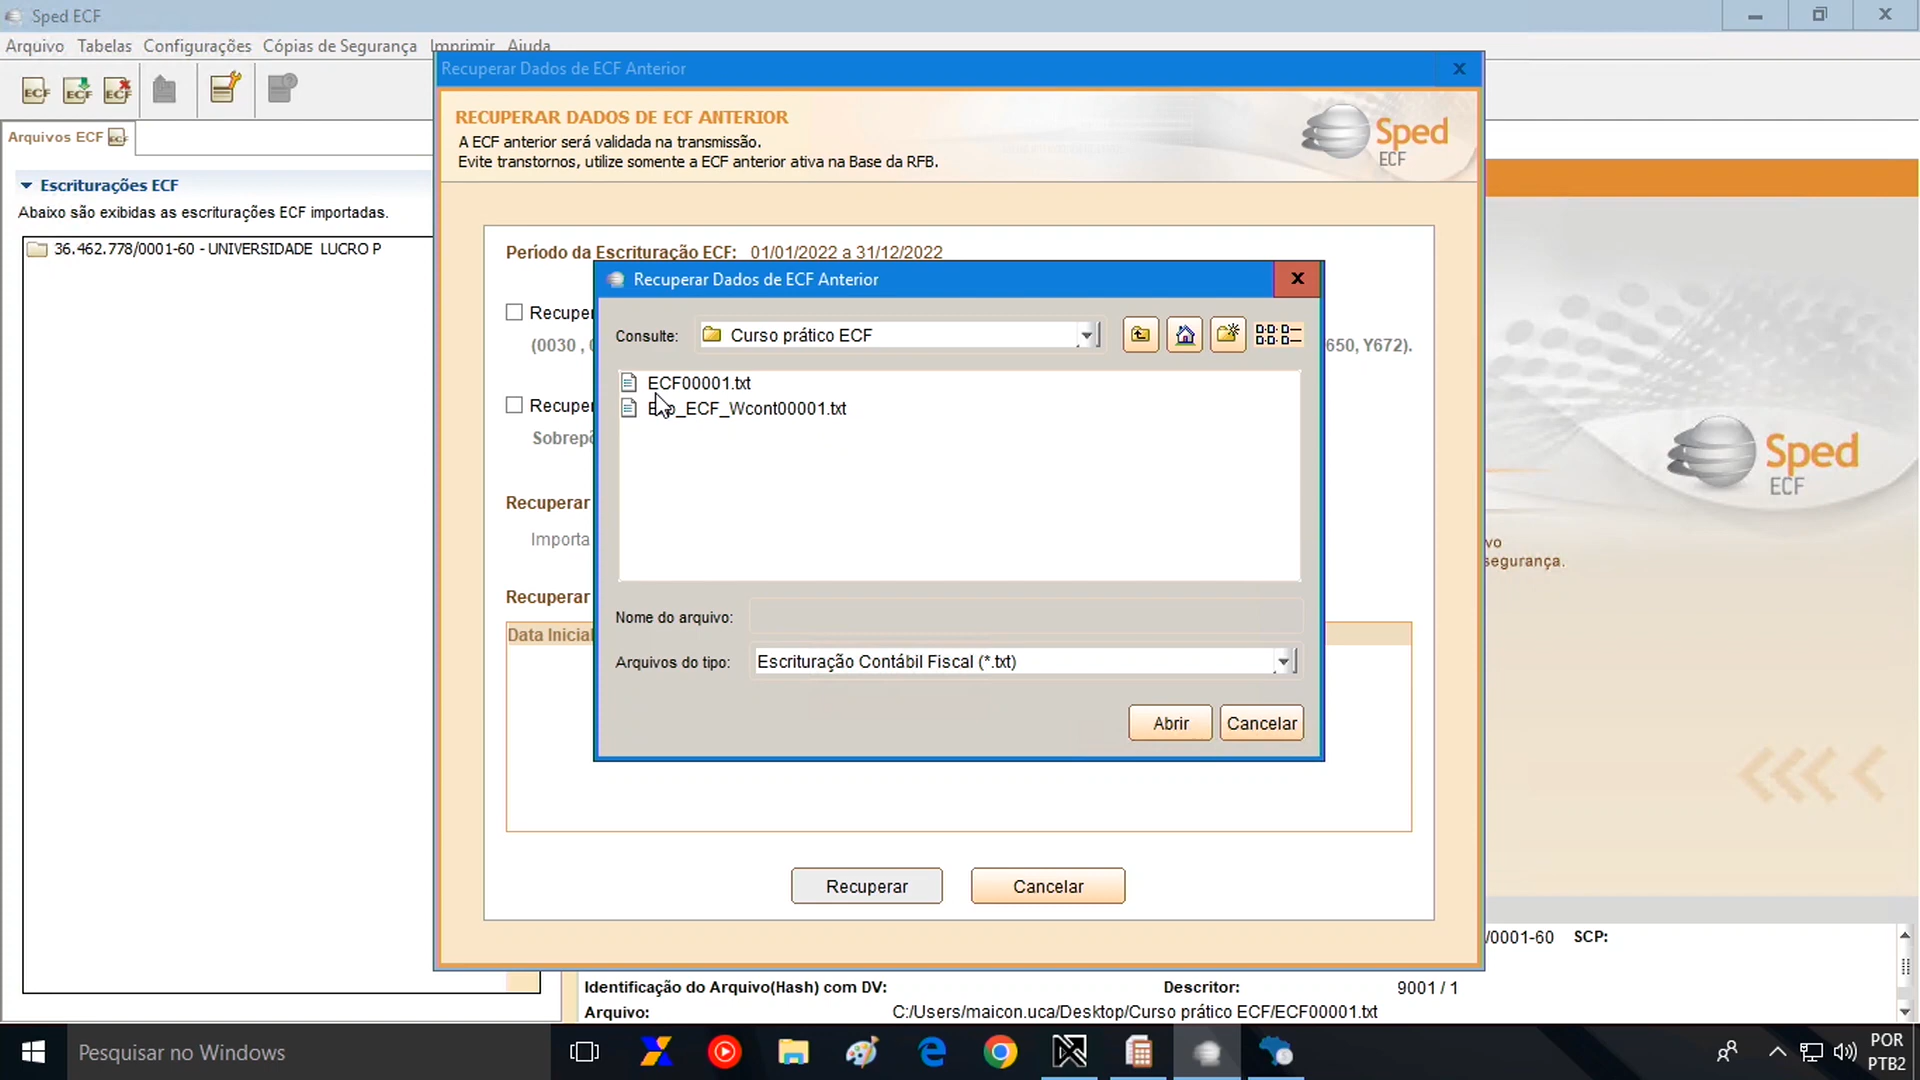 Sped ECF
Arquivo Tabelas Configurações Cópias de Segurança Imprimir Ajuda
ECF ECF ECF
Arquivos ECF
Escriturações ECF
Abaixo são exibidas as escriturações ECF importadas.
36.462.778/0001-60 - UNIVERSIDADE LUCRO P
Recuperar Dados de ECF Anterior
RECUPERAR DADOS DE ECF ANTERIOR
A ECF anterior será validada na transmissão.
Evite transtornos, utilize somente a ECF anterior ativa na Base da RFB.
Sped
ECF
Período da Escrituração ECF: 01/01/2022 a 31/12/2022
(0030 ,
650, Y672).
Recuperar
Importa
Recuperar
Data Inicial
Recuperar Dados de ECF Anterior
Consulte: Curso prático ECF
ECF00001.txt
_ECF_Wcont00001.txt
Nome do arquivo:
Arquivos do tipo: Escrituração Contábil Fiscal (*.txt)
Abrir Cancelar
Recuperar Cancelar
Sped
ECF
vo
segurança.
/0001-60 SCP:
Identificação do Arquivo(Hash) com DV: Descritor: 9001 / 1
Arquivo: C:/Users/maicon.uca/Desktop/Curso prático ECF/ECF00001.txt
Pesquisar no Windows
POR
PTB2